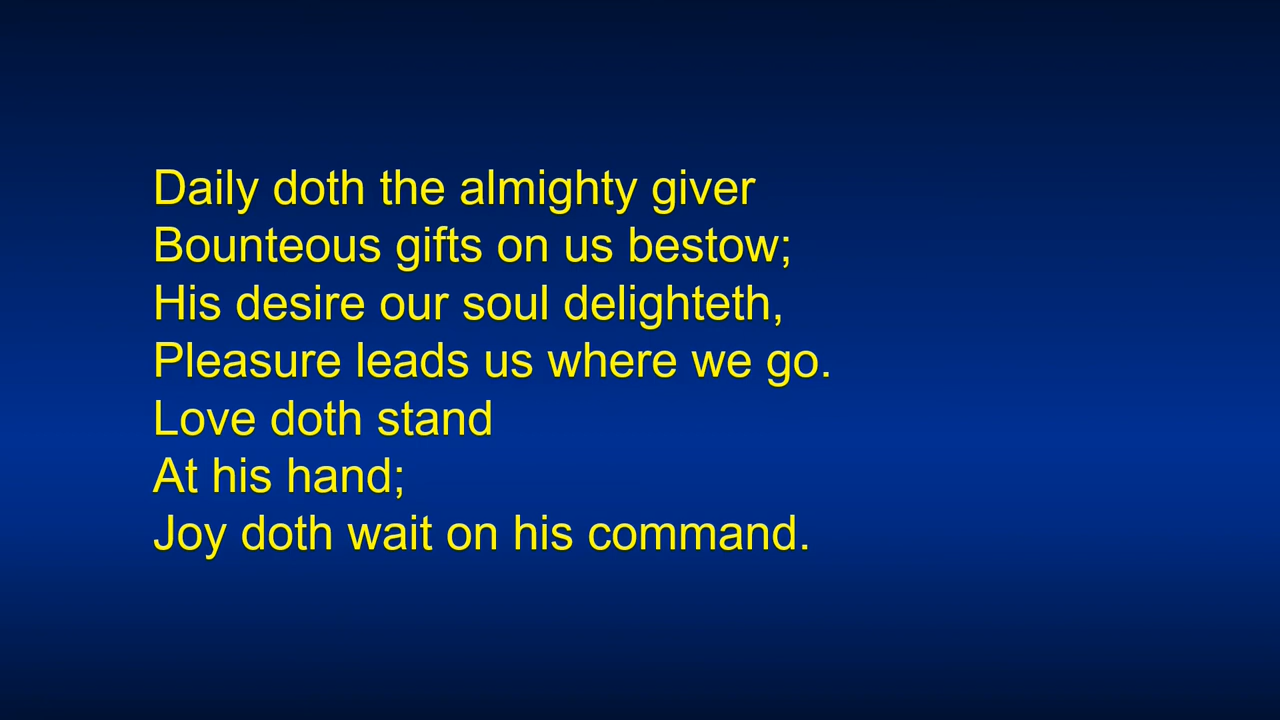 Daily doth the almighty giver
Bounteous gifts on us bestow;
His desire our soul delighteth,
Pleasure leads us where we go.
Love doth stand
At his hand;
Joy doth wait on his command.